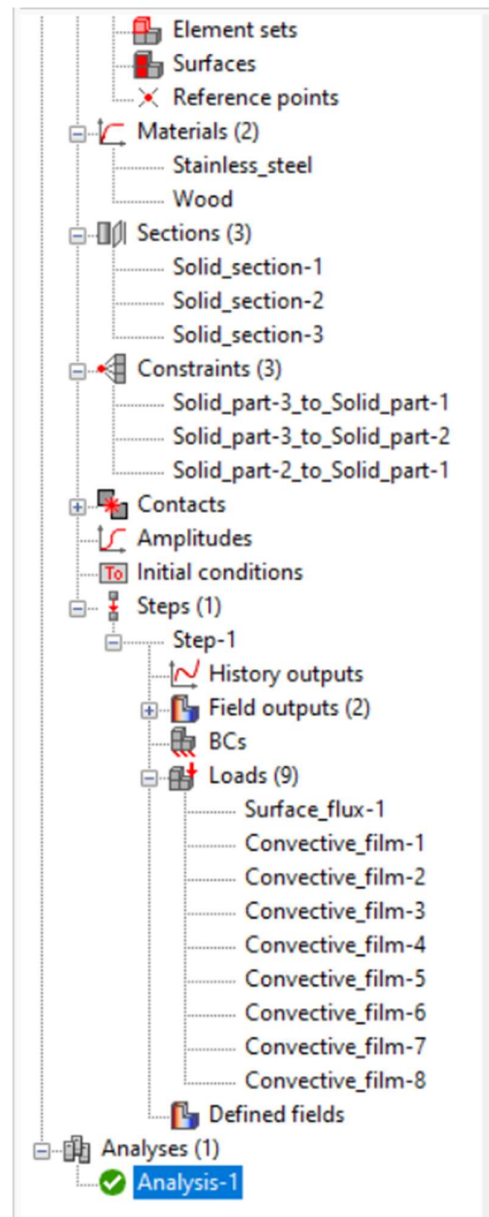 Element sets
Surfaces
Reference points
Materials (2)
Stainless_steel
Wood
Sections (3)
Solid_section-1
Solid_section-2
Solid_section-3
Constraints (3)
Solid_part-3_to_Solid_part-1
Solid_part-3_to_Solid_part-2
Solid_part-2_to_Solid_part-1
Contacts
Amplitudes
To Initial conditions
Steps (1)
Step-1
History outputs
Field outputs (2)
BCs
Loads (9)
Surface_flux-1
Convective_film-1
Convective_film-2
Convective_film-3
Convective_film-4
Convective_film-5
Convective_film-6
Convective_film-7
Convective_film-8
Defined fields
Analyses (1)
Analysis-1